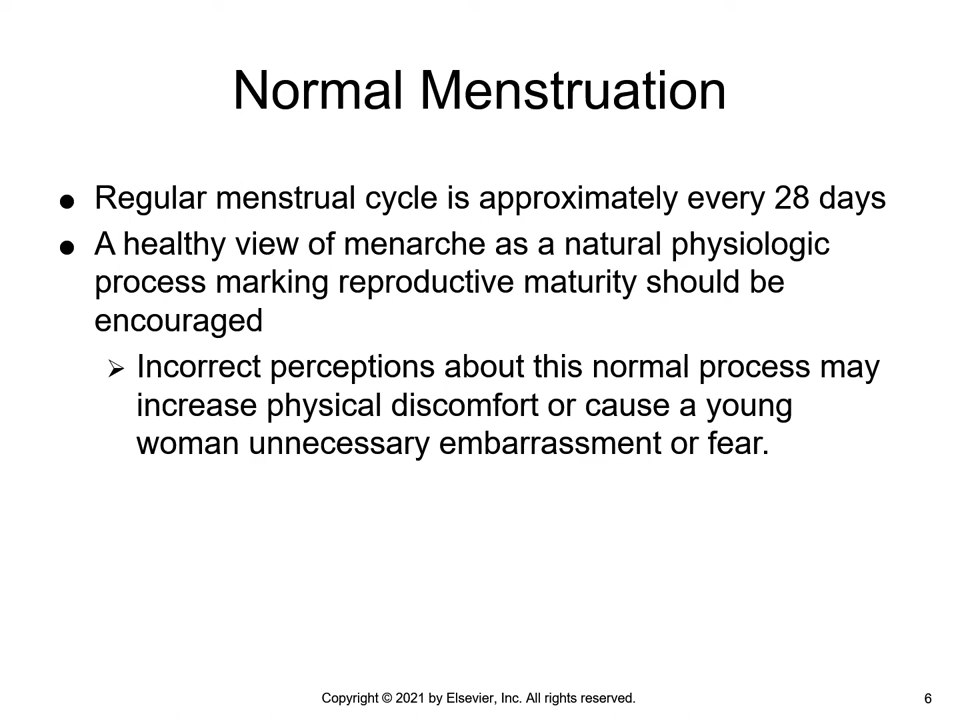 Normal Menstruation
● Regular menstrual cycle is approximately every 28 days
● A healthy view of menarche as a natural physiologic
process marking reproductive maturity should be
encouraged
➢ Incorrect perceptions about this normal process may
increase physical discomfort or cause a young
woman unnecessary embarrassment or fear.
Copyright © 2021 by Elsevier, Inc. All rights reserved.
6